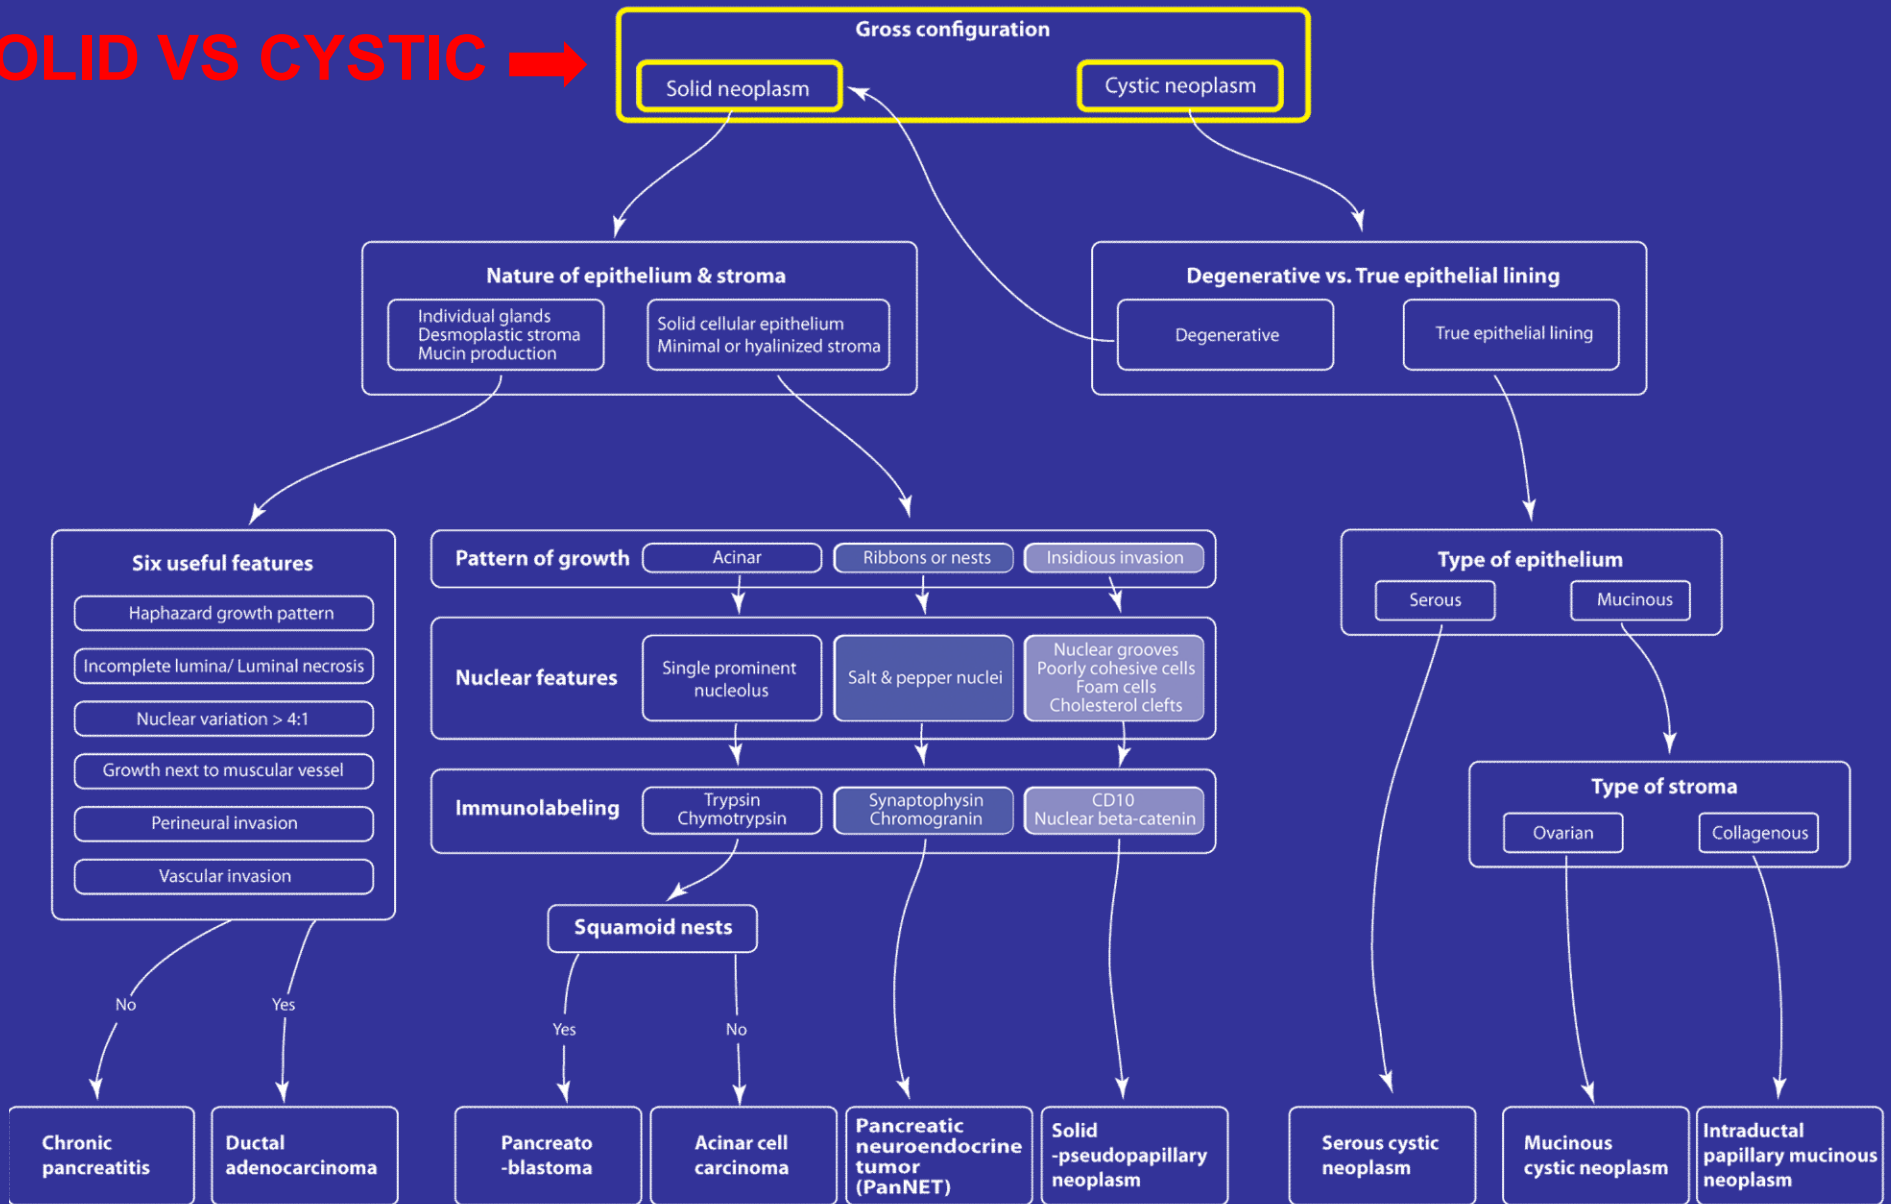 OLID VS CYSTIC
Gross configuration
Solid neoplasm
Cystic neoplasm
Nature of epithelium & stroma
Individual glands
Desmoplastic stroma
Mucin production
Solid cellular epithelium
Minimal or hyalinized stroma
Degenerative vs. True epithelial lining
Degenerative
True epithelial lining
Six useful features
Haphazard growth pattern
Incomplete lumina/ Luminal necrosis
Nuclear variation > 4:1
Growth next to muscular vessel
Perineural invasion
Vascular invasion
Pattern of growth
Acinar
Ribbons or nests
Insidious invasion
Nuclear features
Single prominent
nucleolus
Salt & pepper nuclei
Nuclear grooves
Poorly cohesive cells
Foam cells
Cholesterol clefts
Immunolabeling
Trypsin
Chymotrypsin
Synaptophysin
Chromogranin
CD10
Nuclear beta-catenin
Squamoid nests
Type of epithelium
Serous
Mucinous
Type of stroma
Ovarian
Collagenous
No
Yes
Yes
No
Chronic
pancreatitis
Ductal
adenocarcinoma
Pancreato
-blastoma
Acinar cell
carcinoma
Pancreatic
neuroendocrine
tumor
(PanNET)
Solid
-pseudopapillary
neoplasm
Serous cystic
neoplasm
Mucinous
cystic neoplasm
Intraductal
papillary mucinous
neoplasm